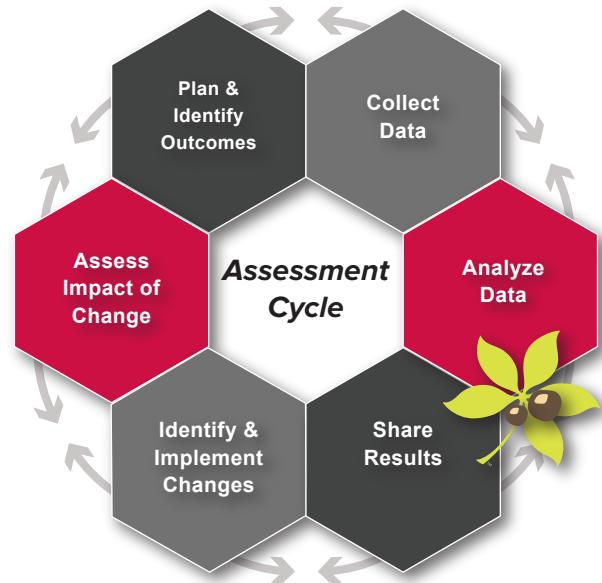 Plan &
Identify
Outcomes
Collect
Data
Assess
Impact of
Change
Assessment
Cycle
Analyze
Data
Identify &
Implement
Changes
Share
Results